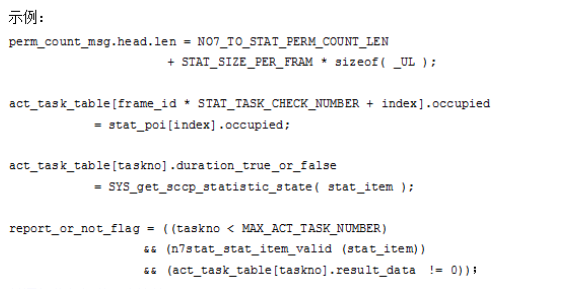 示例：
perm_count_msg.head.len = NO7_TO_STAT_PERM_COUNT_LEN
+ STAT_SIZE_PER_FRAM * sizeof( _UL );
act_task_table[frame_id * STAT_TASK_CHECK_NUMBER + index].occupied
= stat_poi[index].occupied;
act_task_table[taskno].duration_true_or_false
= SYS_get_sccp_statistic_state( stat_item );
report_or_not_flag = ((taskno < MAX_ACT_TASK_NUMBER)
&& (n7stat_stat_item_valid (stat_item))
&& (act_task_table[taskno].result_data != 0));